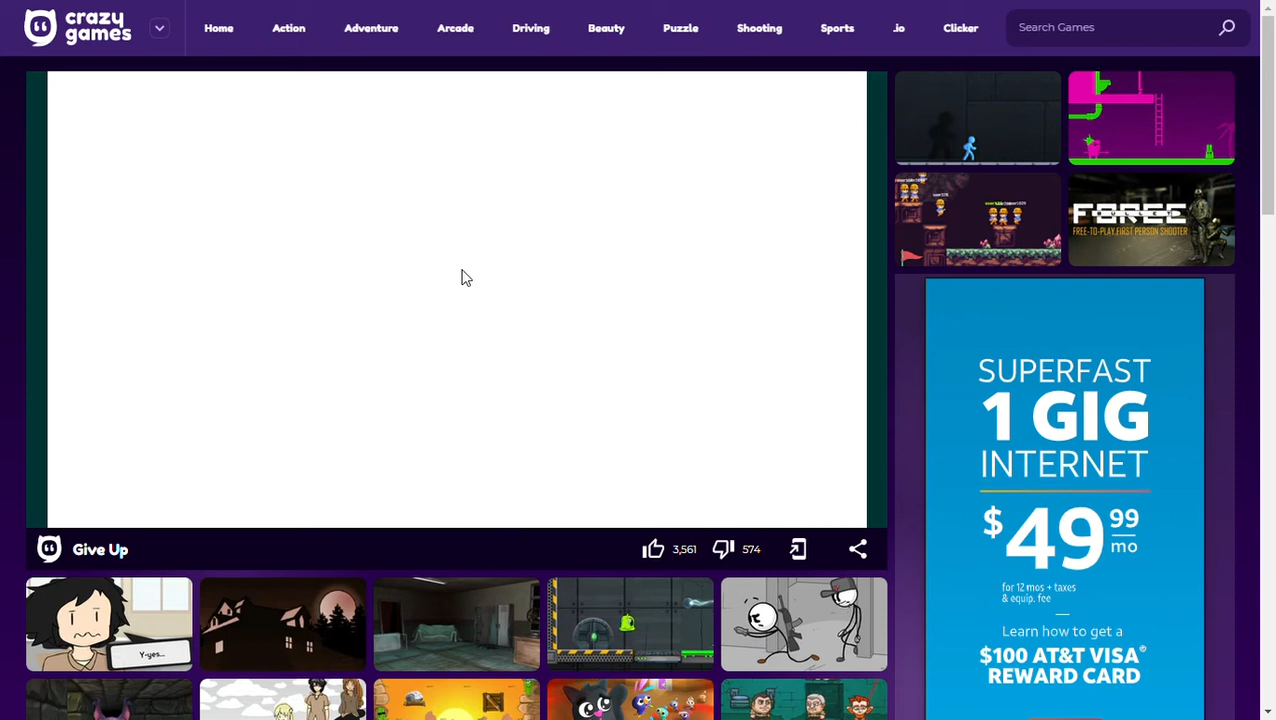 crazy games
Home Action Adventure Arcade Driving Beauty Puzzle Shooting Sports .io Clicker Search Games
FORCE
FREE-TO-PLAY FIRST PERSON SHOOTER
SUPERFAST
1 GIG
INTERNET
$49 99 mo
for 12 mos + taxes
& equip. fee
Learn how to get a
$100 AT&T VISA®
REWARD CARD
Give Up 3,561 574
Y-yes...